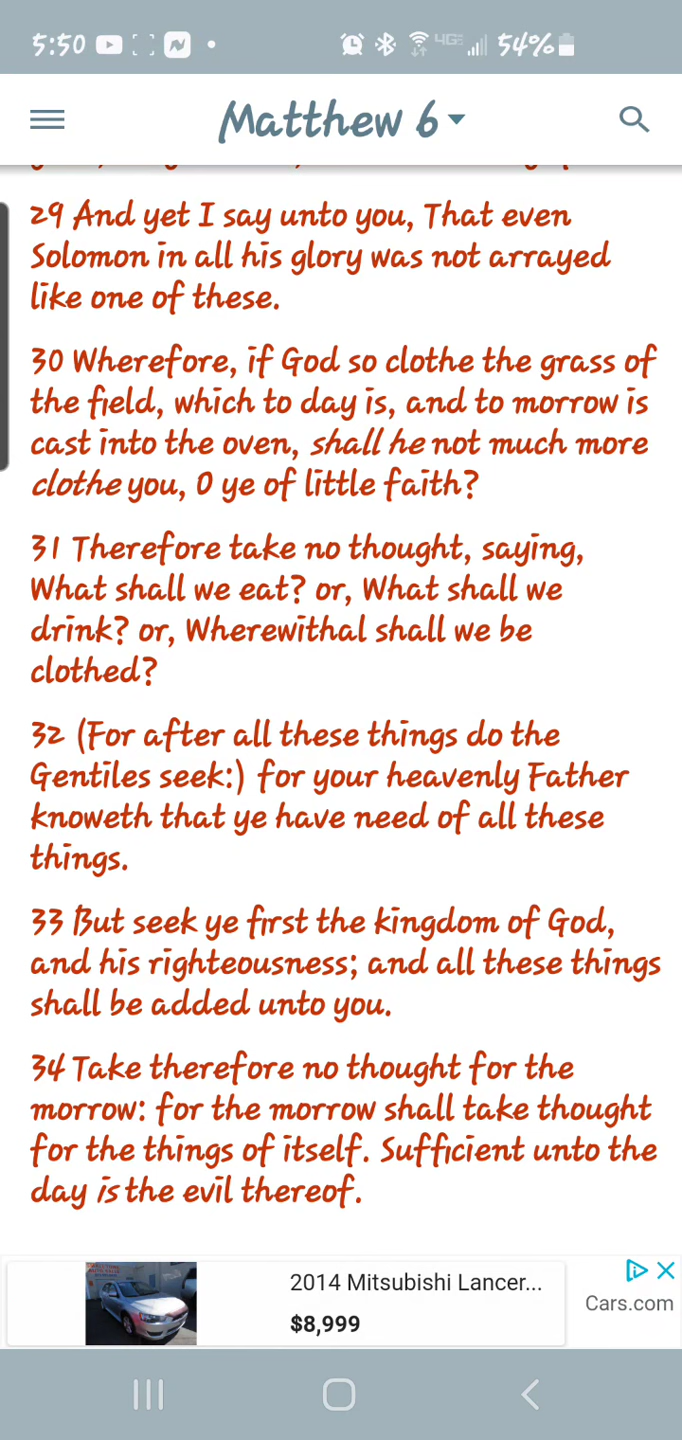 5:50
4GE 54%
Matthew 6
29 And yet I say unto you, That even
Solomon in all his glory was not arrayed
like one of these.
30 Wherefore, if God so clothe the grass of
the field, which to day is, and to morrow is
cast into the oven, shall he not much more
clothe you, O ye of little faith?
31 Therefore take no thought, saying,
What shall we eat? or, What shall we
drink? or, Wherewithal shall we be
clothed?
32 (For after all these things do the
Gentiles seek:) for your heavenly Father
knoweth that ye have need of all these
things.
33 But seek ye first the kingdom of God,
and his righteousness; and all these things
shall be added unto you.
34 Take therefore no thought for the
morrow: for the morrow shall take thought
for the things of itself. Sufficient unto the
day is the evil thereof.
2014 Mitsubishi Lancer...
$8,999
Cars.com